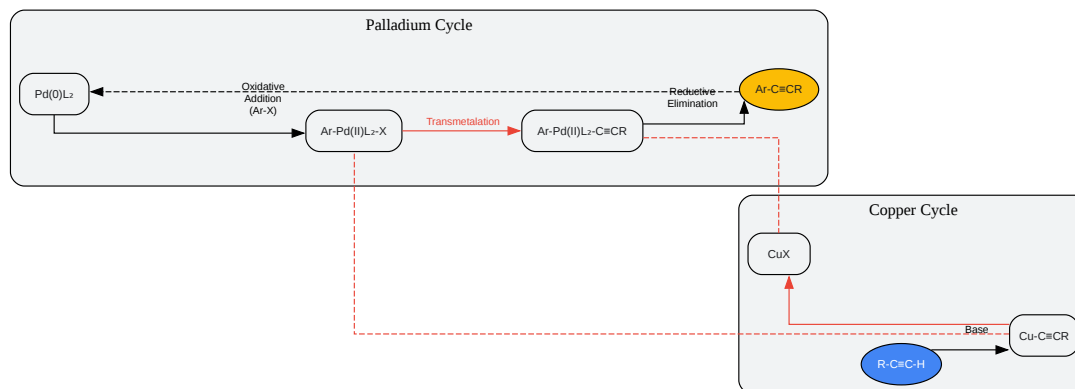 Palladium Cycle
Pd(0)L₂
Oxidative
Addition
(Ar-X)
Ar-Pd(II)L₂-X
Transmetalation
Ar-Pd(II)L₂-C≡CR
Reductive
Elimination
Ar-C≡CR
Copper Cycle
CuX
Base
Cu-C≡CR
R-C≡C-H